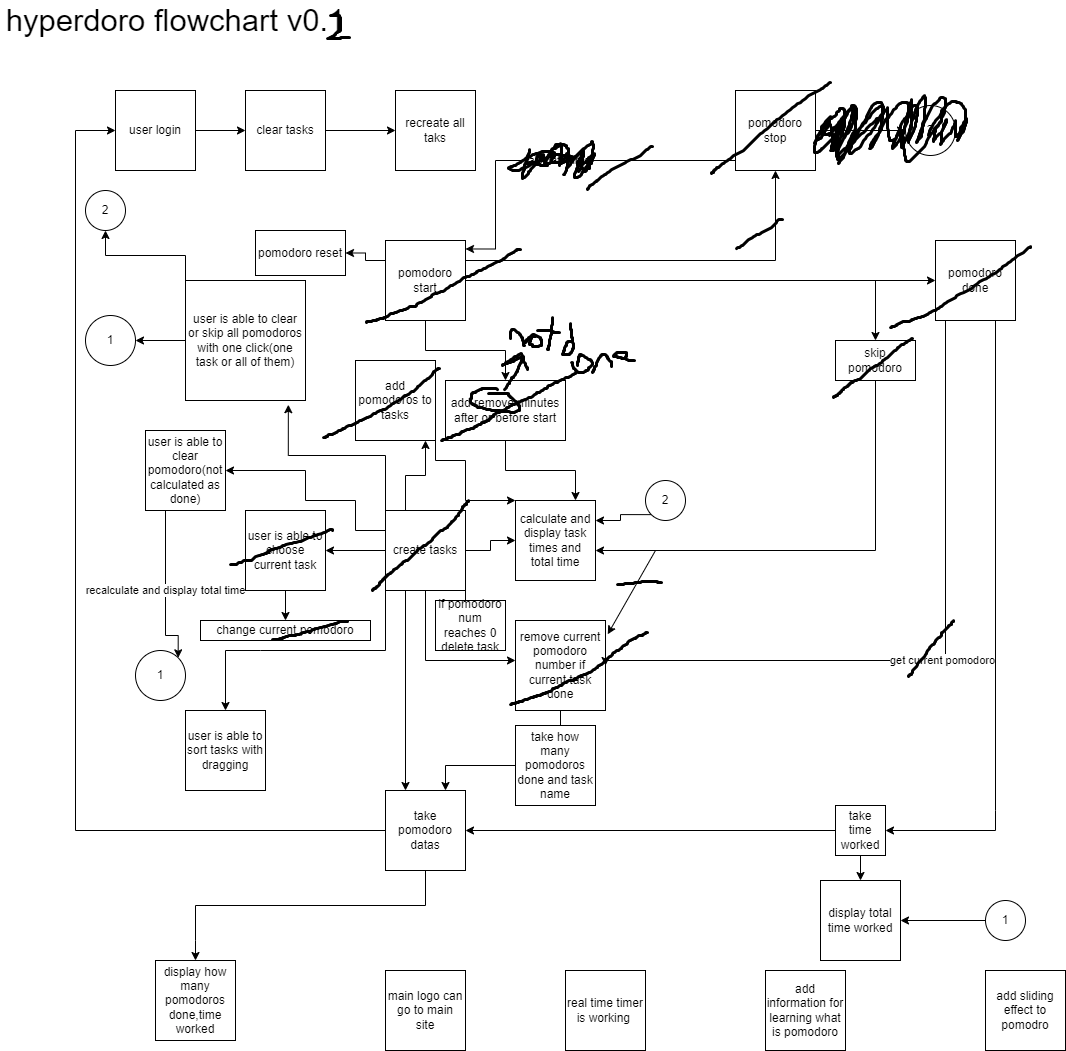 hyperdoro flowchart v0.2
user login
clear tasks
recreate all
taks
pomodoro
stop
2
pomodoro reset
pomodoro
start
pomodoro
done
user is able to clear
or skip all pomodoros
with one click(one
task or all of them)
1
not d
one
skip
pomodoro
add
pomodoros to
tasks
add remove minutes
after or before start
user is able to
clear
pomodoro(not
calculated as
done)
2
calculate and
display task
times and
total time
user is able to
choose
current task
create tasks
recalculate and display total time
if pomodoro
num
reaches 0
delete task
change current pomodoro
remove current
pomodoro
number if
current task
done
get current pomodoro
1
user is able to
sort tasks with
dragging
take how
many
pomodoros
done and task
name
take
pomodoro
datas
take
time
worked
display total
time worked
1
display how
many
pomodoros
done,time
worked
main logo can
go to main
site
real time timer
is working
add
information for
learning what
is pomodoro
add sliding
effect to
pomodro